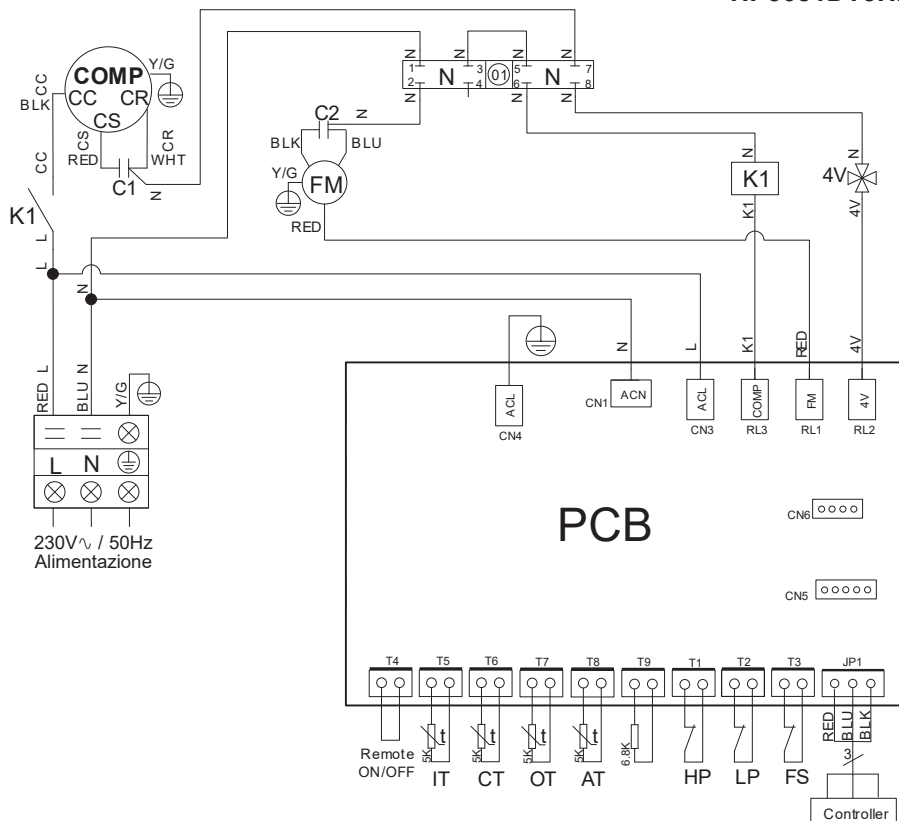 COMP
CC
CR
CS
Y/G
CC
BLK
CS
RED
CR
WHT
C1
N
CC
K1
L
L
N
RED L
BLU N
Y/G
L
N
230V∿ / 50Hz
Alimentazione
N
N
N
N
1
3
5
7
N
01
N
2
4
6
8
N
N
N
C2
N
BLK
BLU
Y/G
FM
RED
N
K1
K1
N
4V
4V
N
L
K1
RED
4V
ACL
CN4
CN1
ACN
ACL
CN3
COMP
RL3
FM
RL1
4V
RL2
PCB
CN6
CN5
T4
T5
T6
T7
T8
T9
T1
T2
T3
JP1
RED
BLU
BLK
3
5K
t
5K
t
5K
t
5K
t
6.8K
Remote
ON/OFF
IT
CT
OT
AT
HP
LP
FS
Controller